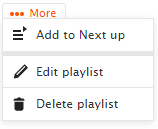 More
Add to Next up
Edit playlist
Delete playlist